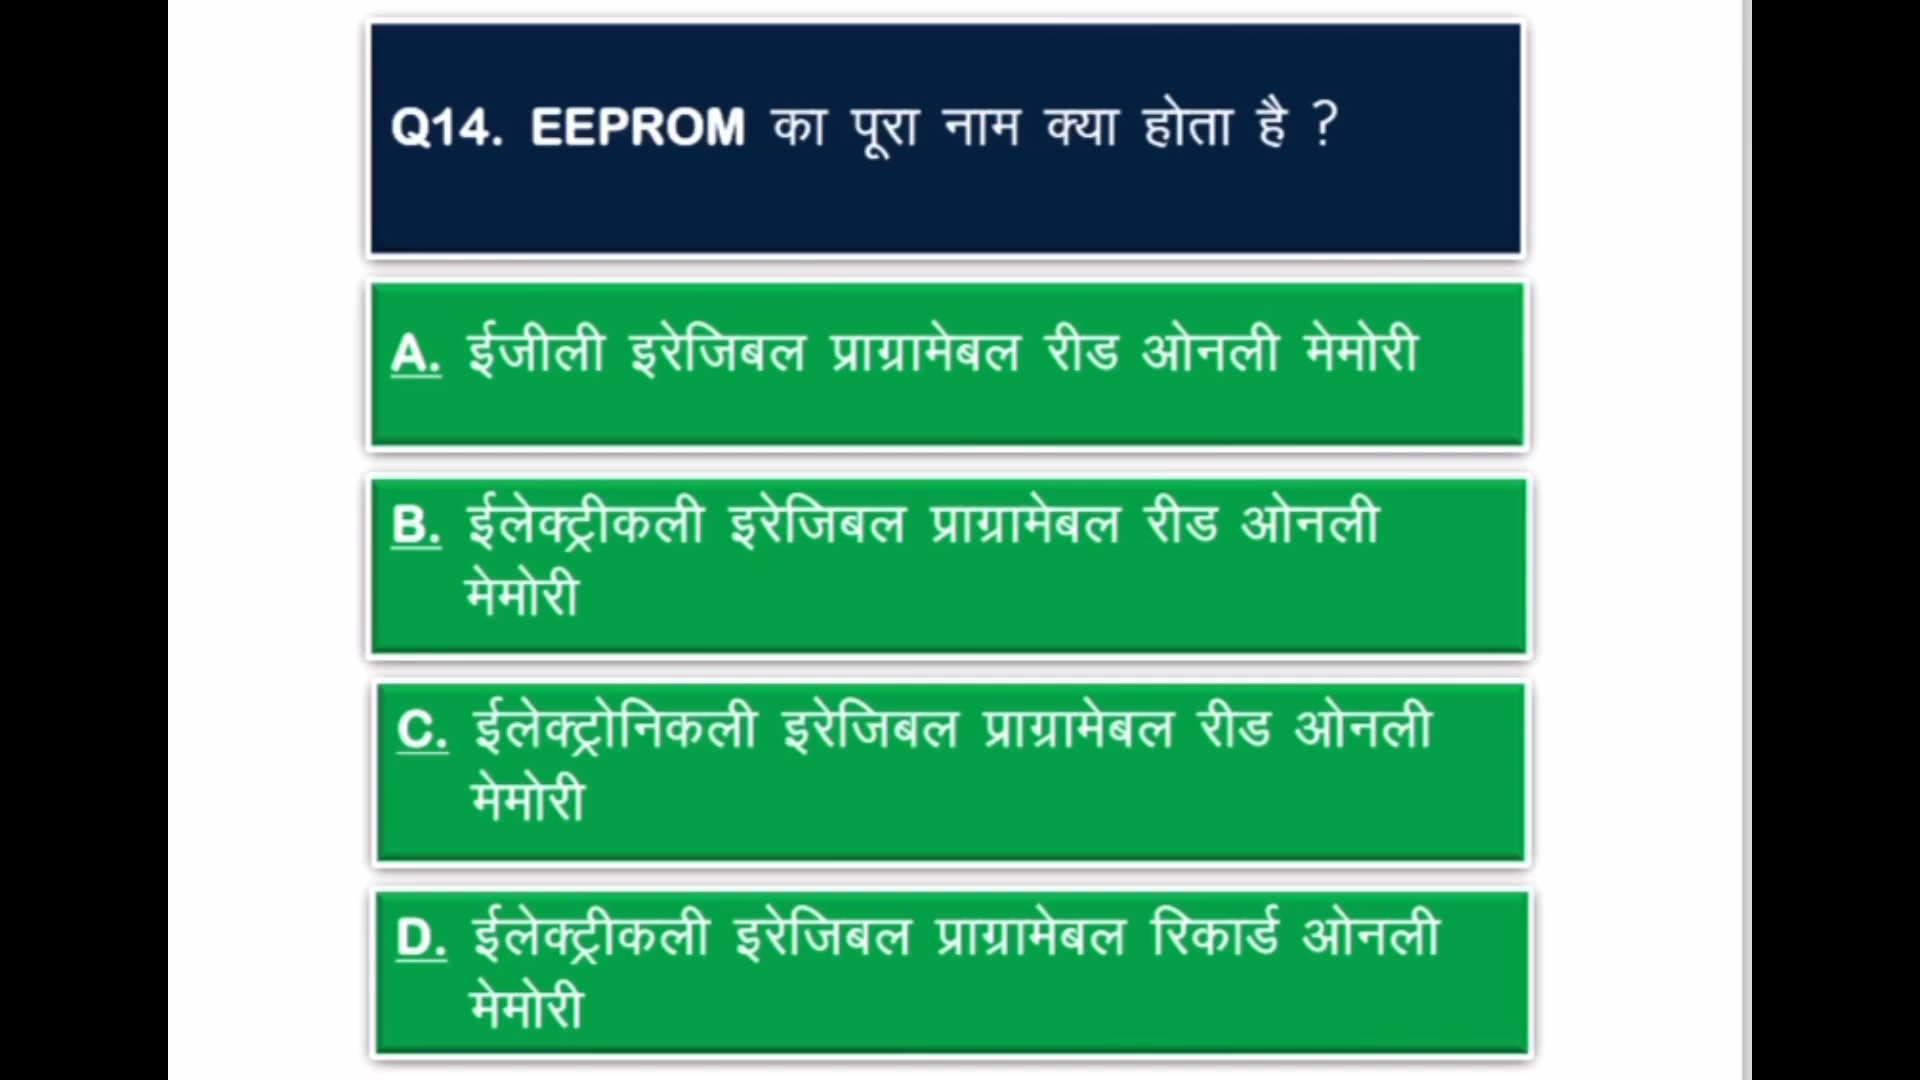 Q14. EEPROM का पूरा नाम क्या होता है ?
A. ईजीली इरेजिबल प्राग्रामेबल रीड ओनली मेमोरी
B. ईलेक्ट्रीकली इरेजिबल प्राग्रामेबल रीड ओनली
मेमोरी
C. ईलेक्ट्रोनिकली इरेजिबल प्राग्रामेबल रीड ओनली
मेमोरी
D. ईलेक्ट्रीकली इरेजिबल प्राग्रामेबल रिकार्ड ओनली
मेमोरी